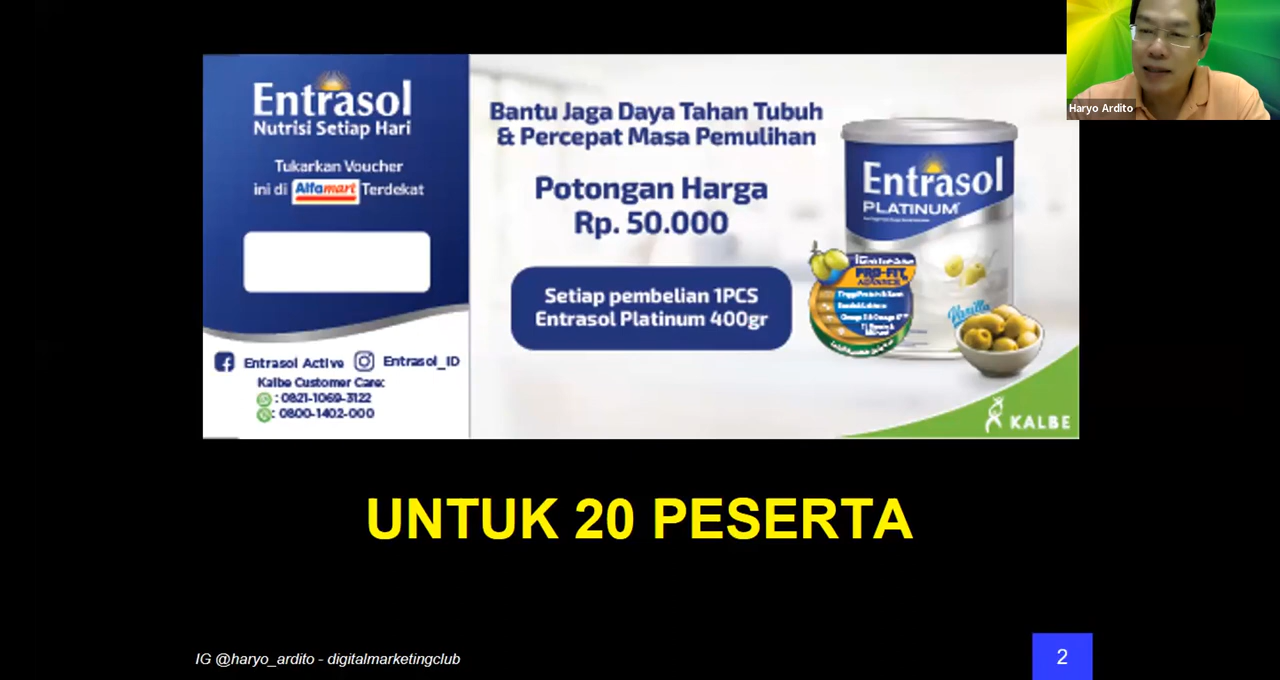 Haryo Ardito
Entrasol
Nutrisi Setiap Hari
Tukarkan Voucher
ini di Alfamart Terdekat
Entrasol Active
Entrasol_ID
Kalbe Customer Care:
: 0821-1069-3122
: 0800-1402-000
Bantu Jaga Daya Tahan Tubuh
& Percepat Masa Pemulihan
Potongan Harga
Rp. 50.000
Setiap pembelian 1PCS
Entrasol Platinum 400gr
Entrasol
PLATINUM
PRO-FIT
ADVANCE
Vanilla
KALBE
UNTUK 20 PESERTA
IG @haryo_ardito - digitalmarketingclub
2